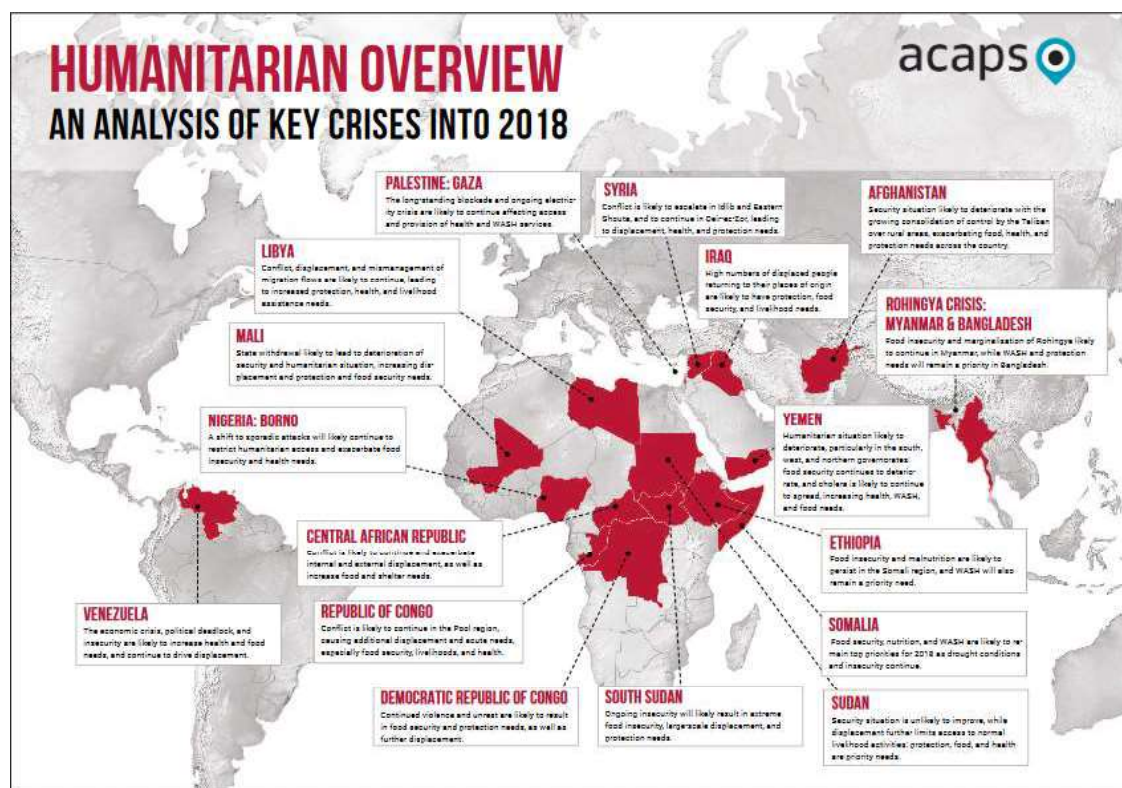 HUMANITARIAN OVERVIEW
AN ANALYSIS OF KEY CRISES INTO 2018
acaps
PALESTINE: GAZA
The long-standing blockade and ongoing electric-
ity crisis are likely to continue affecting access
and provision of health and WASH services.
SYRIA
Conflict is likely to escalate in Idlib and Eastern
Ghouta, and to continue in Deir-ez-Zor, leading
to displacement, health, and protection needs.
AFGHANISTAN
Security situation likely to deteriorate with the
growing consolidation of control by the Taliban
over rural areas, exacerbating food, health, and
protection needs across the country.
LIBYA
Conflict, displacement, and mismanagement of
migration flows are likely to continue, leading
to increased protection, health, and livelihood
assistence needs.
IRAQ
High numbers of displaced people
returning to their places of origin
are likely to have protection, food
security, and livelihood needs.
ROHINGYA CRISIS:
MYANMAR & BANGLADESH
Food insecurity and marginalisation of Rohingya likely
to continue in Myanmar, while WASH and protection
needs will remain a priority in Bangladesh.
MALI
State withdrawal likely to lead to deterioration of
security and humanitarian situation, increasing dis-
placement and protection and food security needs.
NIGERIA: BORNO
A shift to sporadic attacks will likely continue to
restrict humanitarian access and exacerbate food
insecurity and health needs.
YEMEN
Humanitarian situation likely to
deteriorate, particularly in the south,
west, and northern governorates:
food security continues to deterior-
rate, and cholera is likely to continue
to spread, increasing health, WASH,
and food needs.
CENTRAL AFRICAN REPUBLIC
Conflict is likely to continue and exacerbate
internal and external displacement, as well as
increase food and shelter needs.
ETHIOPIA
Food insecurity and malnutrition are likely to
persist in the Somali region, and WASH will also
remain a priority need.
VENEZUELA
The economic crisis, political deadlock, and
insecurity are likely to increase health and food
needs, and continue to drive displacement.
REPUBLIC OF CONGO
Conflict is likely to continue in the Pool region,
causing additional displacement and acute needs,
especially food security, livelihoods, and health.
SOMALIA
Food security, nutrition, and WASH are likely to re-
main top priorities for 2018 as drought conditions
and insecurity continue.
DEMOCRATIC REPUBLIC OF CONGO
Continued violence and unrest are likely to result
in food security and protection needs, as well as
further displacement.
SOUTH SUDAN
Ongoing insecurity will likely result in extreme
food insecurity, large-scale displacement, and
protection needs.
SUDAN
Security situation is unlikely to improve, while
displacement further limits access to normal
livelihood activities: protection, food, and health
are priority needs.